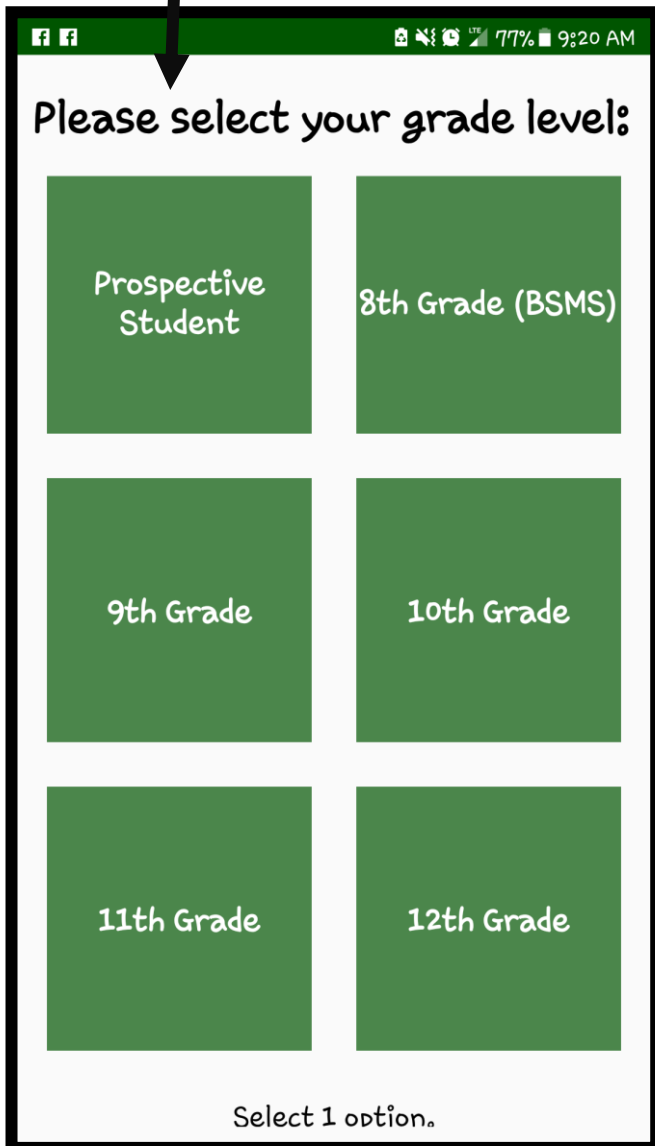 LTE 77% 9:20 AM
Please select your grade level:
Prospective
Student
8th Grade (BSMS)
9th Grade
10th Grade
11th Grade
12th Grade
Select 1 option.